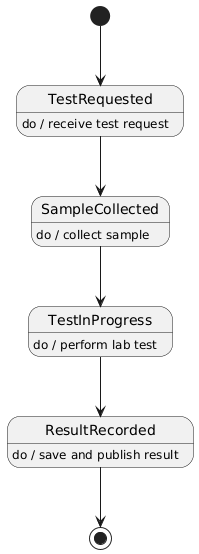 TestRequested
do / receive test request
SampleCollected
do / collect sample
TestInProgress
do / perform lab test
ResultRecorded
do / save and publish result